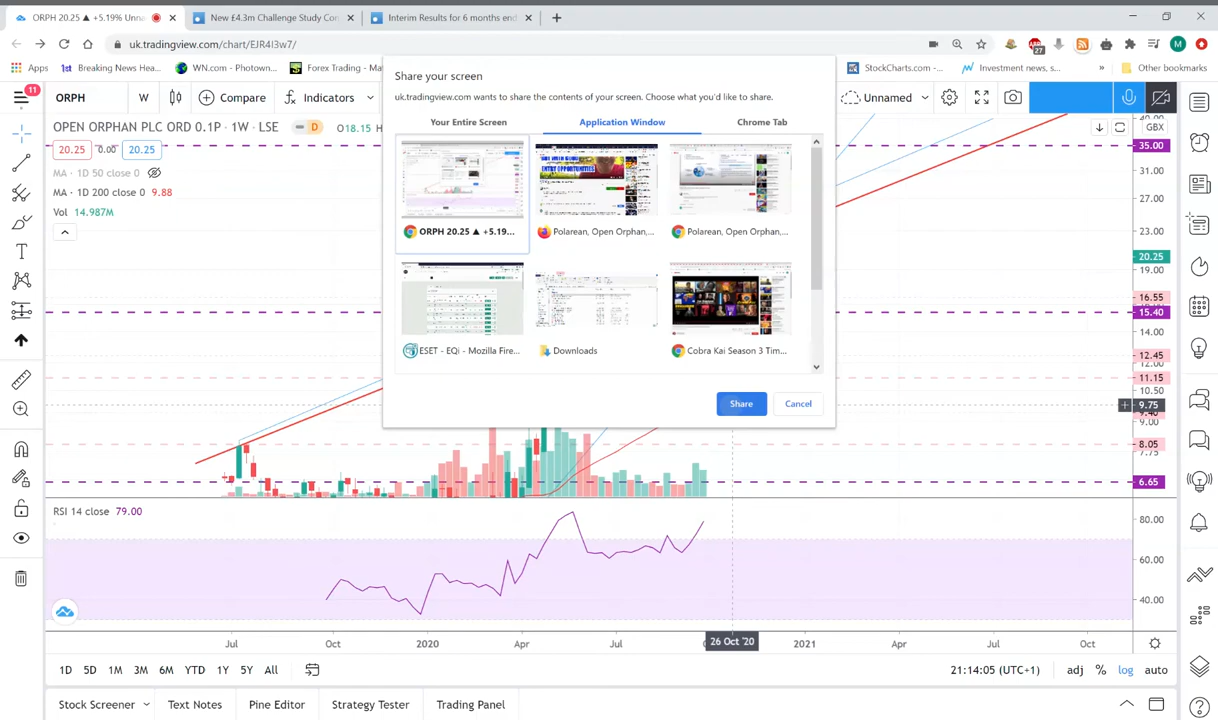 ORPH 20.25 ▲ +5.19% Unna
New £4.3m Challenge Study Con
Interim Results for 6 months end
uk.tradingview.com/chart/EJR4I3w7/
27
M
Apps
1st Breaking News Hea...
WN.com - Photown...
Forex Trading - Ma
StockCharts.com -...
Investment news, s...
»
Other bookmarks
11
ORPH
W
Compare
Indicators
Unnamed
Share your screen
uk.tradingview.com wants to share the contents of your screen. Choose what you'd like to share.
Your Entire Screen
Application Window
Chrome Tab
ORPH 20.25 ▲ +5.19...
Polarean, Open Orphan,...
Polarean, Open Orphan,...
ESET - EQi - Mozilla Fire...
Downloads
Cobra Kai Season 3 Tim...
Share
Cancel
OPEN ORPHAN PLC ORD 0.1P · 1W · LSE
D
O18.15 H
20.25
0.00
20.25
MA · 1D 50 close 0
MA · 1D 200 close 0 9.88
Vol 14.987M
GBX
35.00
31.00
27.00
23.00
20.25
19.00
16.55
15.40
14.00
12.45
12.00
11.15
10.50
9.75
9.40
9.00
8.05
7.75
6.65
RSI 14 close 79.00
80.00
60.00
40.00
Jul
Oct
2020
Apr
Jul
26 Oct '20
2021
Apr
Jul
Oct
1D
5D
1M
3M
6M
YTD
1Y
5Y
All
21:14:05 (UTC+1)
adj
%
log
auto
Stock Screener
Text Notes
Pine Editor
Strategy Tester
Trading Panel